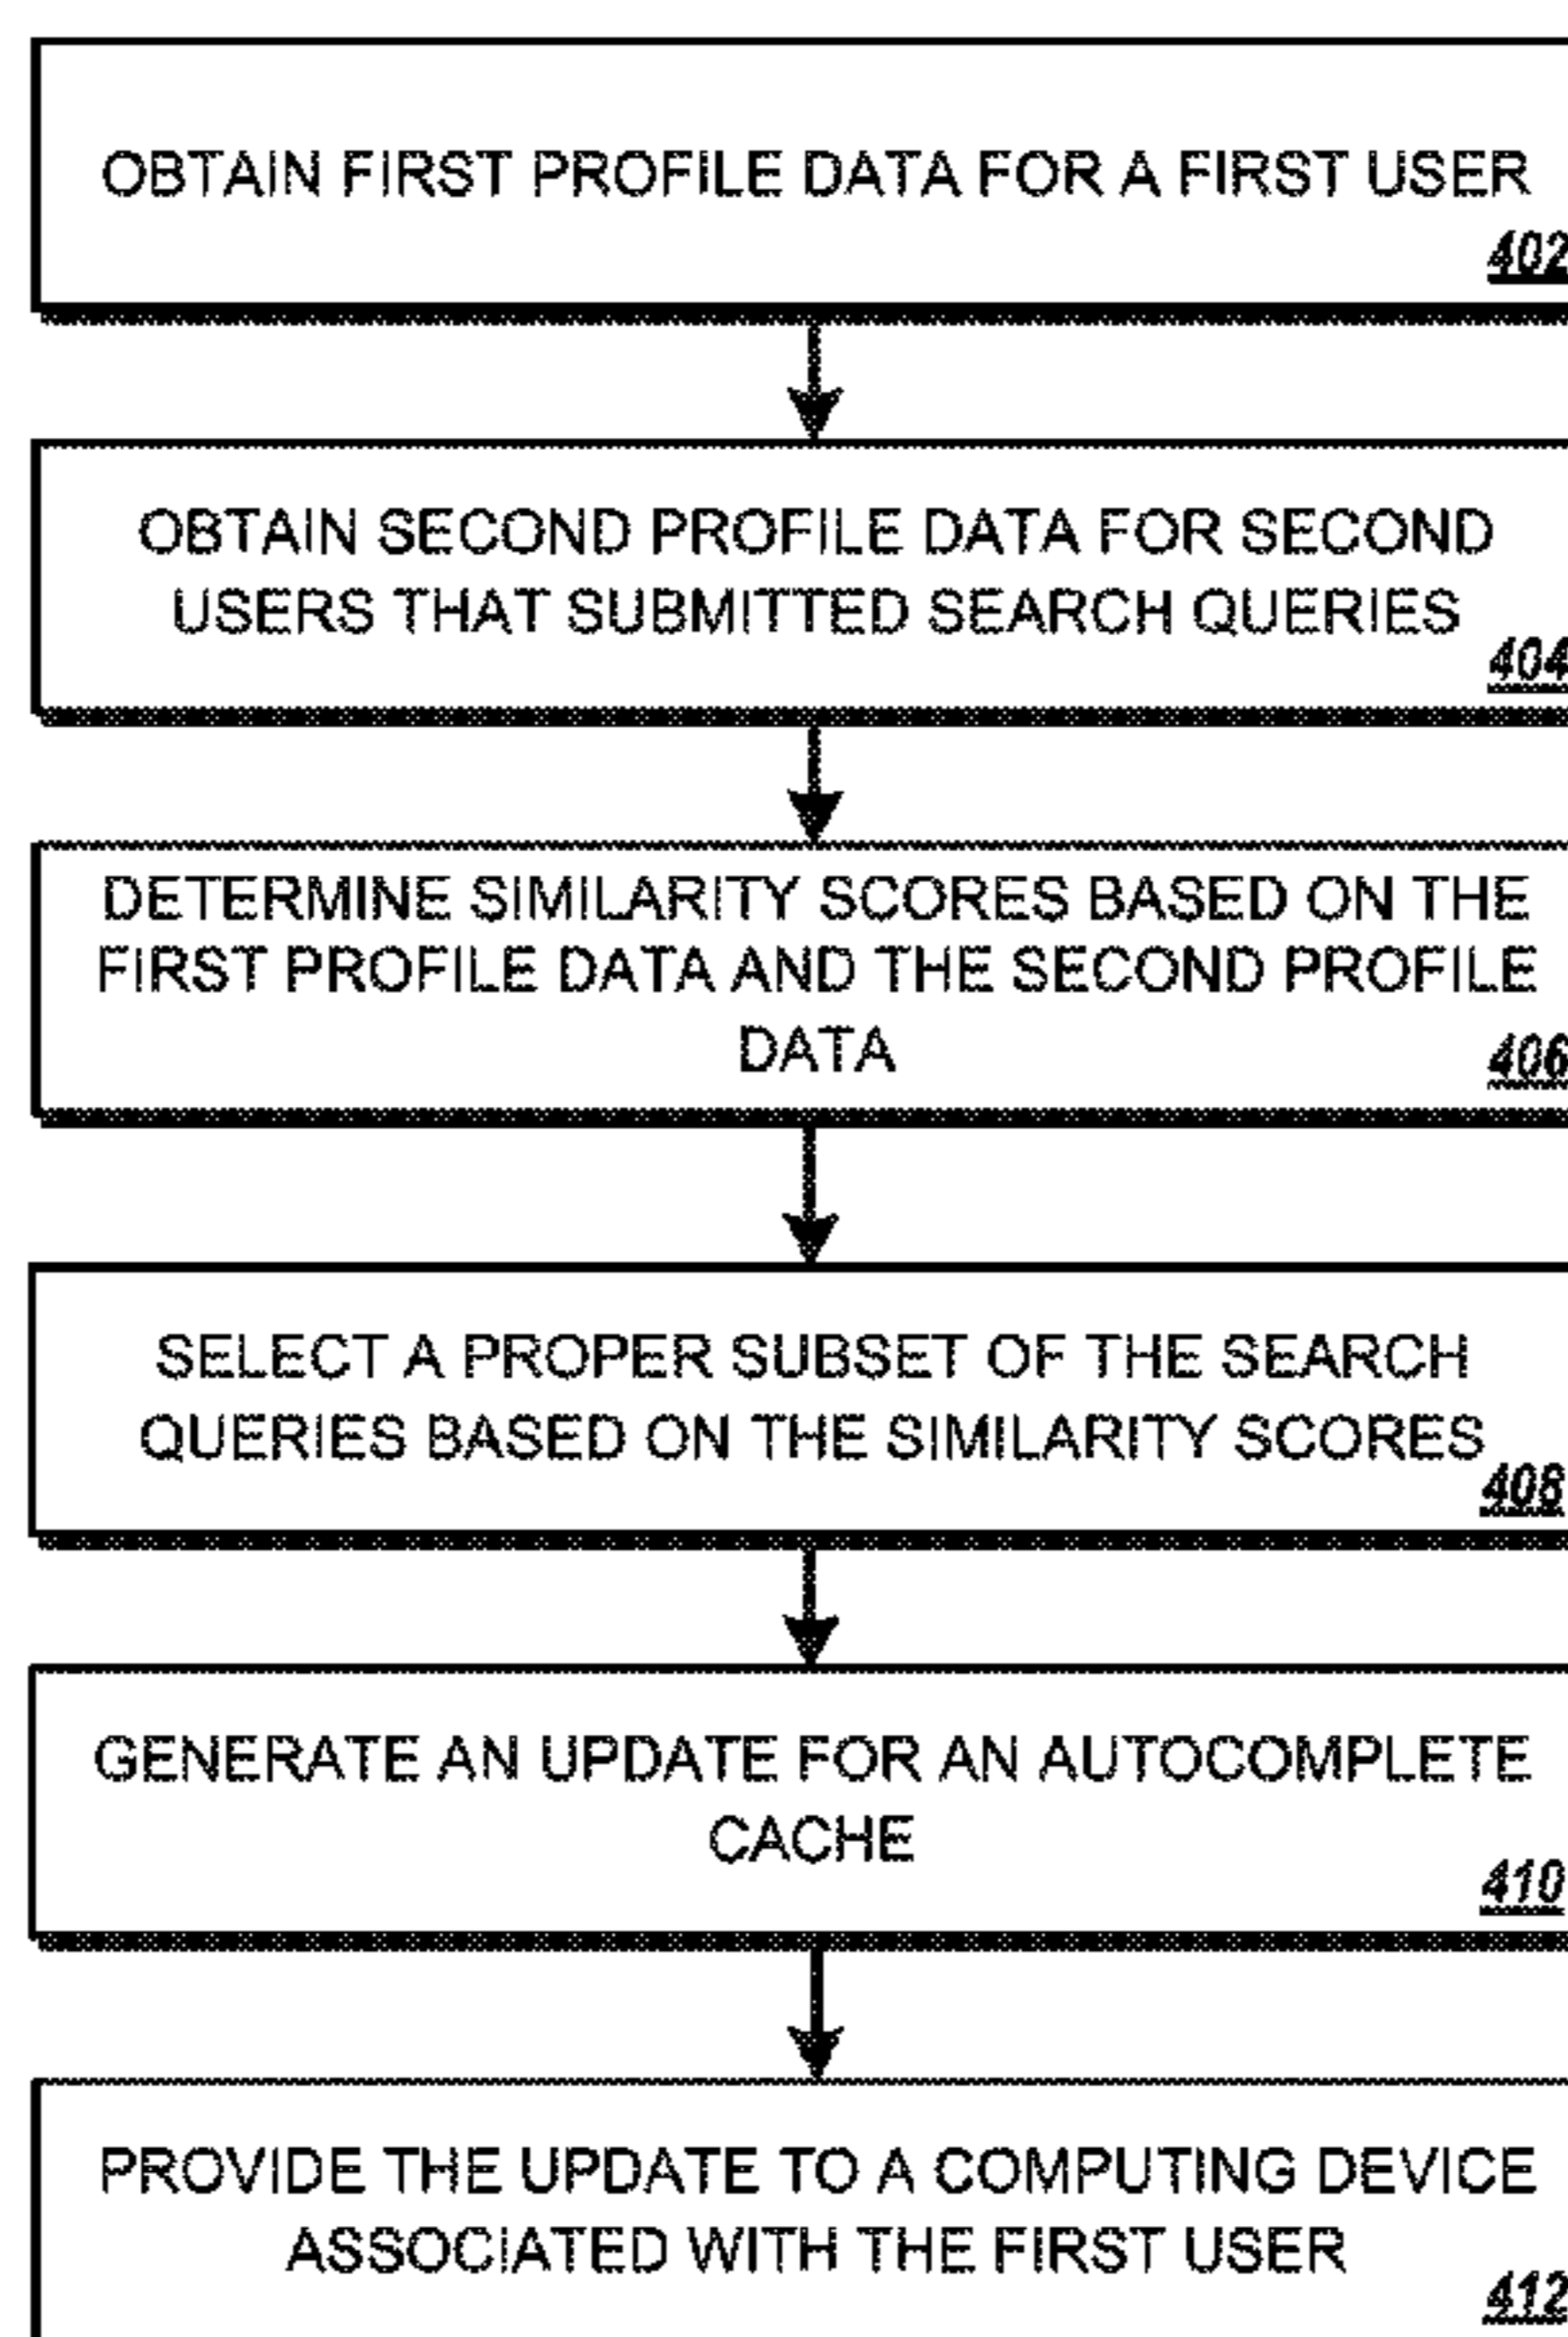 OBTAIN FIRST PROFILE DATA FOR A FIRST USER
402
OBTAIN SECOND PROFILE DATA FOR SECOND
USERS THAT SUBMITTED SEARCH QUERIES
404
DETERMINE SIMILARITY SCORES BASED ON THE
FIRST PROFILE DATA AND THE SECOND PROFILE
DATA
406
SELECT A PROPER SUBSET OF THE SEARCH
QUERIES BASED ON THE SIMILARITY SCORES
408
GENERATE AN UPDATE FOR AN AUTOCOMPLETE
CACHE
410
PROVIDE THE UPDATE TO A COMPUTING DEVICE
ASSOCIATED WITH THE FIRST USER
412